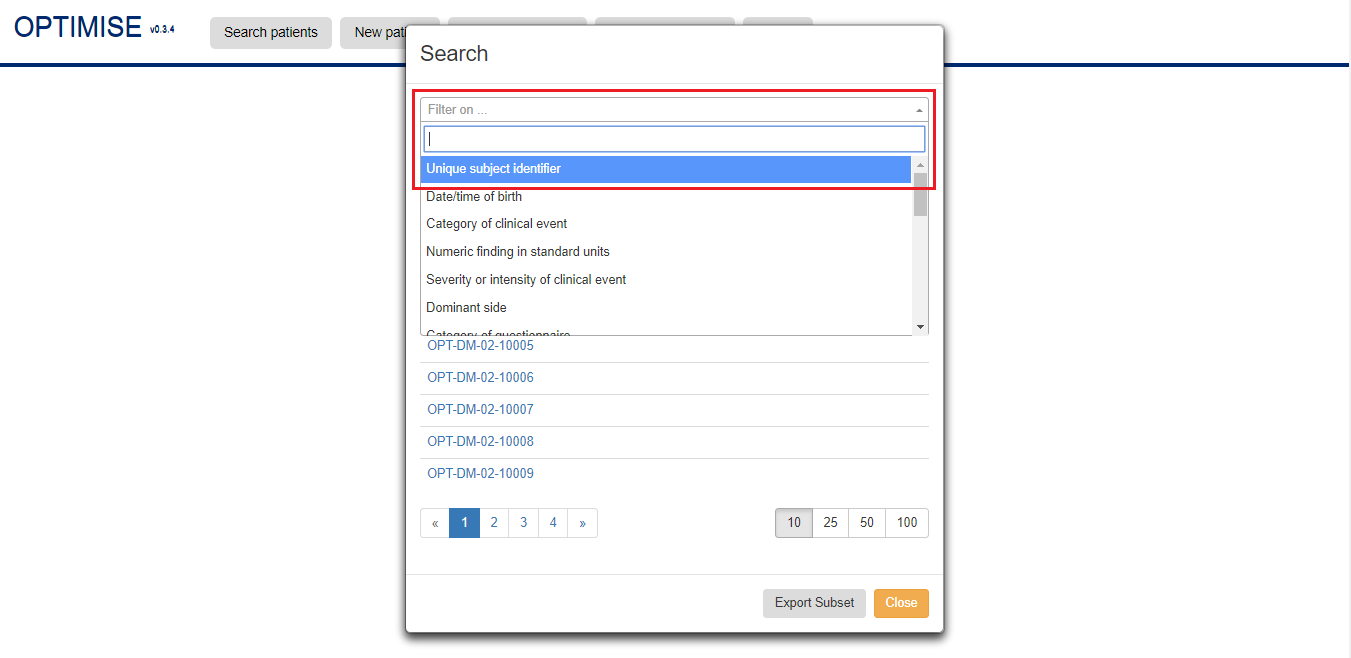 OPTIMISE v0.3.4
Search patients
New pat
Search
Filter on ...
Unique subject identifier
Date/time of birth
Category of clinical event
Numeric finding in standard units
Severity or intensity of clinical event
Dominant side
Category of questionnaire
OPT-DM-02-10005
OPT-DM-02-10006
OPT-DM-02-10007
OPT-DM-02-10008
OPT-DM-02-10009
« 1 2 3 4 » 10 25 50 100
Export Subset Close